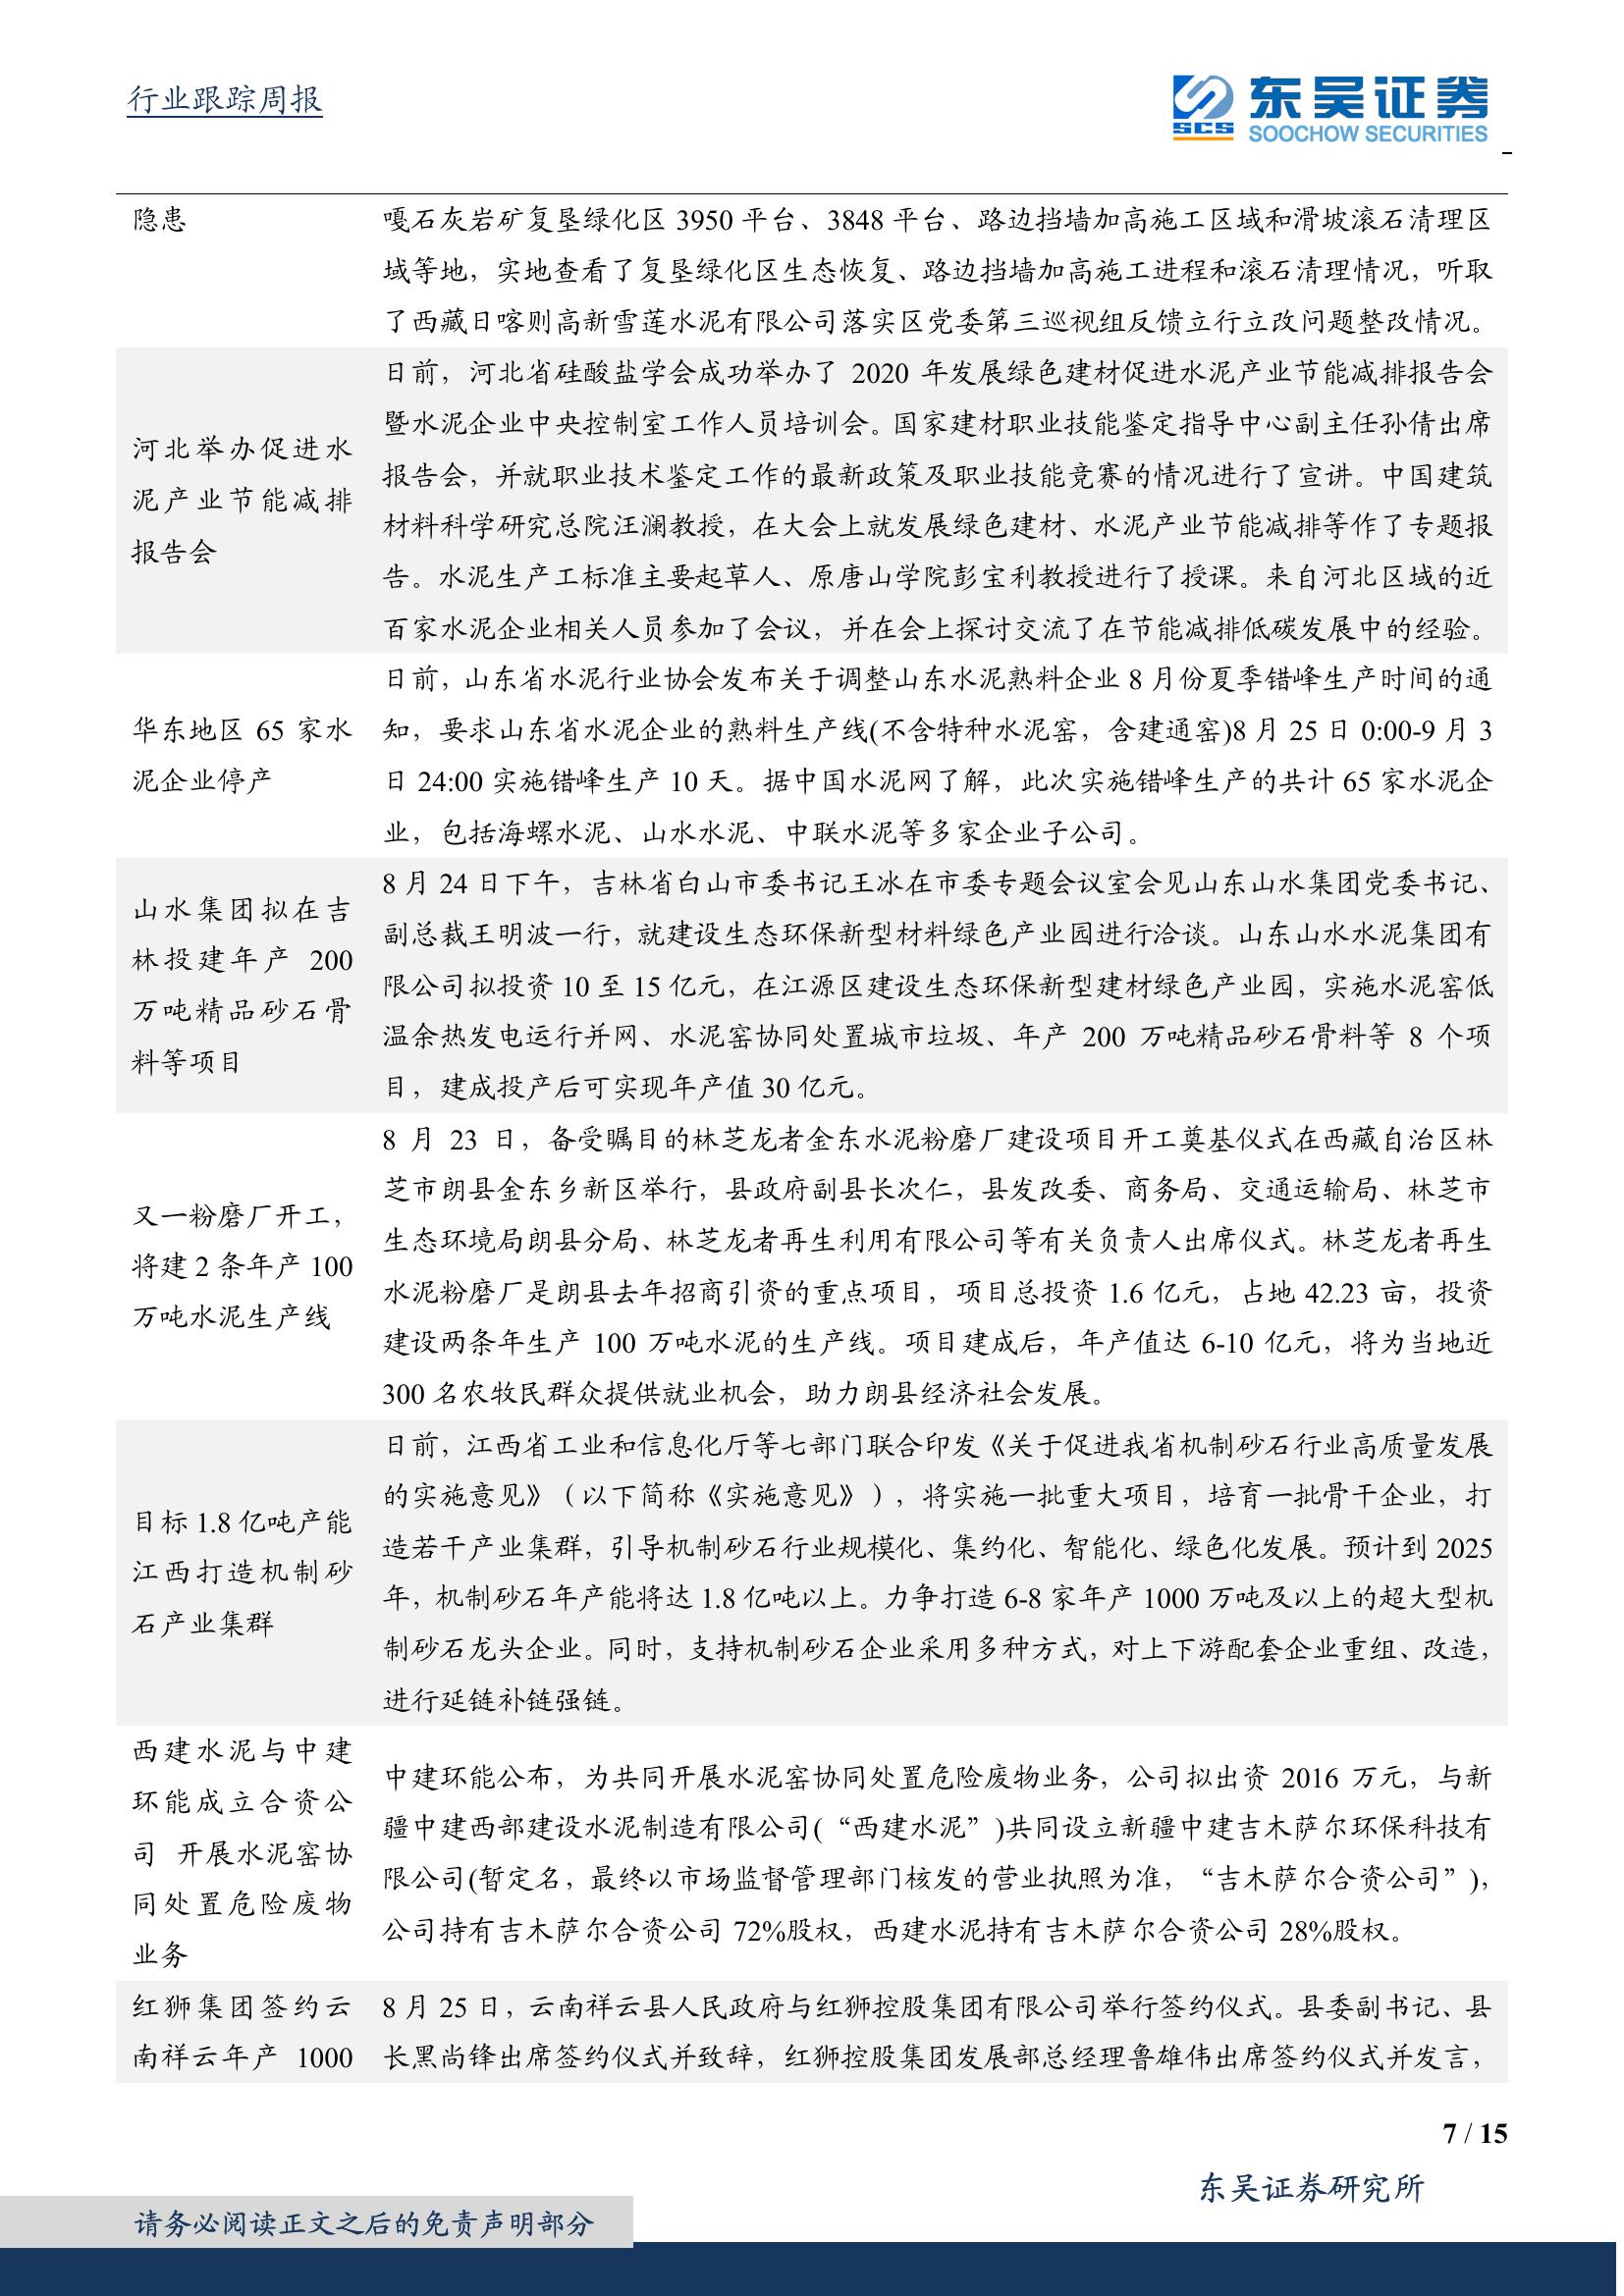 行业跟踪周报
SCS
东吴证券
SOOCHOW SECURITIES
隐患
嘎石灰岩矿复垦绿化区 3950 平台、3848 平台、路边挡墙加高施工区域和滑坡滚石清理区
域等地，实地查看了复垦绿化区生态恢复、路边挡墙加高施工进程和滚石清理情况，听取
了西藏日喀则高新雪莲水泥有限公司落实区党委第三巡视组反馈立行立改问题整改情况。
河北举办促进水
泥产业节能减排
报告会
日前，河北省硅酸盐学会成功举办了 2020 年发展绿色建材促进水泥产业节能减排报告会
暨水泥企业中央控制室工作人员培训会。国家建材职业技能鉴定指导中心副主任孙倩出席
报告会，并就职业技术鉴定工作的最新政策及职业技能竞赛的情况进行了宣讲。中国建筑
材料科学研究总院汪澜教授，在大会上就发展绿色建材、水泥产业节能减排等作了专题报
告。水泥生产工标准主要起草人、原唐山学院彭宝利教授进行了授课。来自河北区域的近
百家水泥企业相关人员参加了会议，并在会上探讨交流了在节能减排低碳发展中的经验。
华东地区 65 家水
泥企业停产
日前，山东省水泥行业协会发布关于调整山东水泥熟料企业 8 月份夏季错峰生产时间的通
知，要求山东省水泥企业的熟料生产线(不含特种水泥窑，含建通窑)8 月 25 日 0:00-9 月 3
日 24:00 实施错峰生产 10 天。据中国水泥网了解，此次实施错峰生产的共计 65 家水泥企
业，包括海螺水泥、山水水泥、中联水泥等多家企业子公司。
山水集团拟在吉
林投建年产 200
万吨精品砂石骨
料等项目
8 月 24 日下午，吉林省白山市委书记王冰在市委专题会议室会见山东山水集团党委书记、
副总裁王明波一行，就建设生态环保新型材料绿色产业园进行洽谈。山东山水水泥集团有
限公司拟投资 10 至 15 亿元，在江源区建设生态环保新型建材绿色产业园，实施水泥窑低
温余热发电运行并网、水泥窑协同处置城市垃圾、年产 200 万吨精品砂石骨料等 8 个项
目，建成投产后可实现年产值 30 亿元。
又一粉磨厂开工，
将建 2 条年产 100
万吨水泥生产线
8 月 23 日，备受瞩目的林芝龙者金东水泥粉磨厂建设项目开工奠基仪式在西藏自治区林
芝市朗县金东乡新区举行，县政府副县长次仁，县发改委、商务局、交通运输局、林芝市
生态环境局朗县分局、林芝龙者再生利用有限公司等有关负责人出席仪式。林芝龙者再生
水泥粉磨厂是朗县去年招商引资的重点项目，项目总投资 1.6 亿元，占地 42.23 亩，投资
建设两条年生产 100 万吨水泥的生产线。项目建成后，年产值达 6-10 亿元，将为当地近
300 名农牧民群众提供就业机会，助力朗县经济社会发展。
目标 1.8 亿吨产能
江西打造机制砂
石产业集群
日前，江西省工业和信息化厅等七部门联合印发《关于促进我省机制砂石行业高质量发展
的实施意见》（以下简称《实施意见》），将实施一批重大项目，培育一批骨干企业，打
造若干产业集群，引导机制砂石行业规模化、集约化、智能化、绿色化发展。预计到 2025
年，机制砂石年产能将达 1.8 亿吨以上。力争打造 6-8 家年产 1000 万吨及以上的超大型机
制砂石龙头企业。同时，支持机制砂石企业采用多种方式，对上下游配套企业重组、改造，
进行延链补链强链。
西建水泥与中建
环能成立合资公
司 开展水泥窑协
同处置危险废物
业务
中建环能公布，为共同开展水泥窑协同处置危险废物业务，公司拟出资 2016 万元，与新
疆中建西部建设水泥制造有限公司(“西建水泥”)共同设立新疆中建吉木萨尔环保科技有
限公司(暂定名，最终以市场监督管理部门核发的营业执照为准，“吉木萨尔合资公司”)，
公司持有吉木萨尔合资公司 72%股权，西建水泥持有吉木萨尔合资公司 28%股权。
红狮集团签约云
南祥云年产 1000
8 月 25 日，云南祥云县人民政府与红狮控股集团有限公司举行签约仪式。县委副书记、县
长黑尚锋出席签约仪式并致辞，红狮控股集团发展部总经理鲁雄伟出席签约仪式并发言，
7 / 15
东吴证券研究所
请务必阅读正文之后的免责声明部分